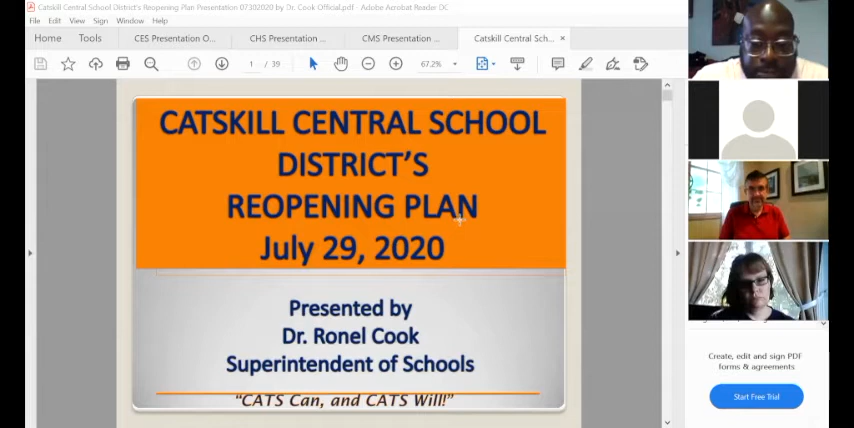 Catskill Central School District's Reopening Plan Presentation 07302020 by Dr. Cook Official.pdf - Adobe Acrobat Reader DC
File Edit View Sign Window Help
Home Tools CES Presentation O... CHS Presentation ... CMS Presentation ... Catskill Central Sch... ×
1 / 39 67.2%
CATSKILL CENTRAL SCHOOL
DISTRICT'S
REOPENING PLAN
July 29, 2020
Presented by
Dr. Ronel Cook
Superintendent of Schools
"CATS Can, and CATS Will!"
Create, edit and sign PDF
forms & agreements
Start Free Trial